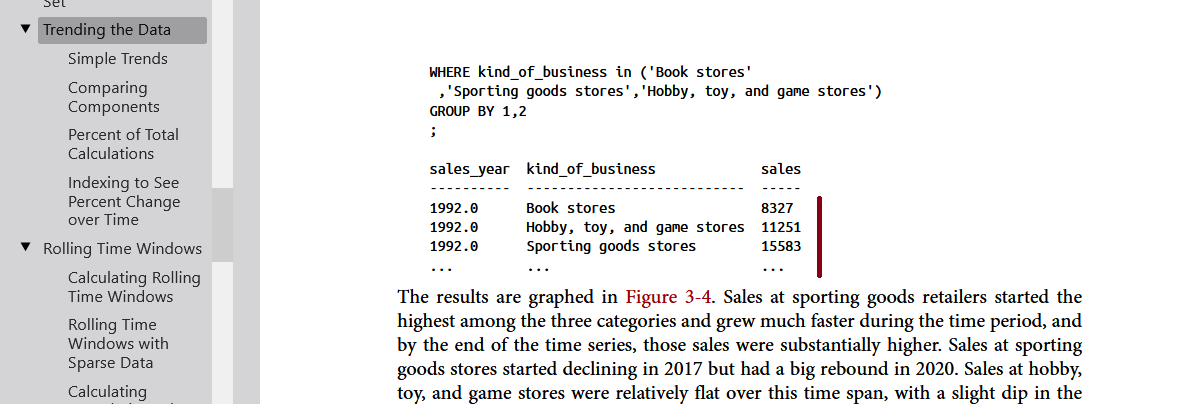 Set
Trending the Data
Simple Trends
Comparing
Components
Percent of Total
Calculations
Indexing to See
Percent Change
over Time
Rolling Time Windows
Calculating Rolling
Time Windows
Rolling Time
Windows with
Sparse Data
Calculating
WHERE kind_of_business in ('Book stores'
,'Sporting goods stores','Hobby, toy, and game stores')
GROUP BY 1,2
;
sales_year kind_of_business sales
---------- --------------------------- -----
1992.0 Book stores 8327
1992.0 Hobby, toy, and game stores 11251
1992.0 Sporting goods stores 15583
... ... ...
The results are graphed in Figure 3-4. Sales at sporting goods retailers started the
highest among the three categories and grew much faster during the time period, and
by the end of the time series, those sales were substantially higher. Sales at sporting
goods stores started declining in 2017 but had a big rebound in 2020. Sales at hobby,
toy, and game stores were relatively flat over this time span, with a slight dip in the